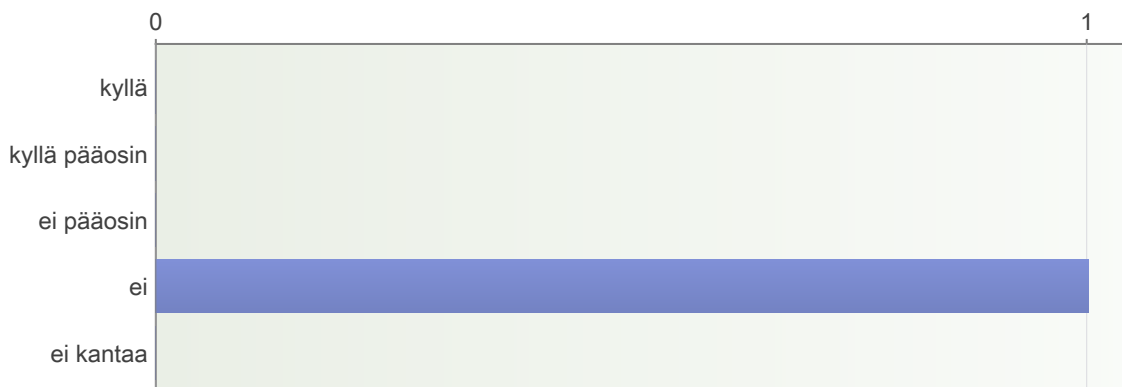 0 1
kyllä
kyllä pääosin
ei pääosin
ei
ei kantaa